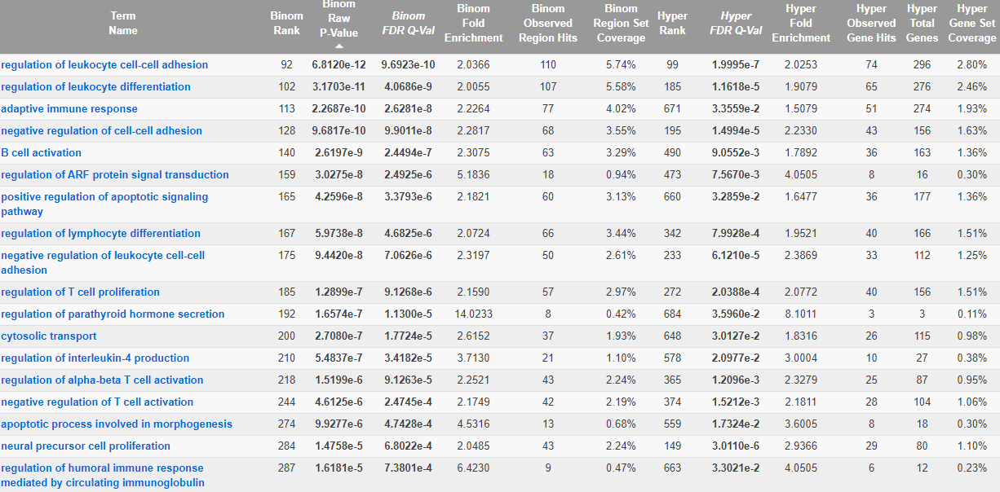 Term Name Binom Rank Binom Raw P-Value Binom FDR Q-Val Binom Fold Enrichment Binom Observed Region Hits Binom Region Set Coverage Hyper Rank Hyper FDR Q-Val Hyper Fold Enrichment Hyper Observed Gene Hits Hyper Total Genes Hyper Gene Set Coverage
regulation of leukocyte cell-cell adhesion 92 6.8120e-12 9.6923e-10 2.0366 110 5.74% 99 1.9995e-7 2.0253 74 296 2.80%
regulation of leukocyte differentiation 102 3.1703e-11 4.0686e-9 2.0055 107 5.58% 185 1.1618e-5 1.9079 65 276 2.46%
adaptive immune response 113 2.2687e-10 2.6281e-8 2.2264 77 4.02% 671 3.3559e-2 1.5079 51 274 1.93%
negative regulation of cell-cell adhesion 128 9.6817e-10 9.9011e-8 2.2817 68 3.55% 195 1.4994e-5 2.2330 43 156 1.63%
B cell activation 140 2.6197e-9 2.4494e-7 2.3075 63 3.29% 490 9.0552e-3 1.7892 36 163 1.36%
regulation of ARF protein signal transduction 159 3.0275e-8 2.4925e-6 5.1836 18 0.94% 473 7.5670e-3 4.0505 8 16 0.30%
positive regulation of apoptotic signaling 165 4.2596e-8 3.3793e-6 2.1821 60 3.13% 660 3.2859e-2 1.6477 36 177 1.36%
pathway
regulation of lymphocyte differentiation 167 5.9738e-8 4.6825e-6 2.0724 66 3.44% 342 7.9928e-4 1.9521 40 166 1.51%
negative regulation of leukocyte cell-cell 175 9.4420e-8 7.0626e-6 2.3197 50 2.61% 233 6.1210e-5 2.3869 33 112 1.25%
adhesion
regulation of T cell proliferation 185 1.2899e-7 9.1268e-6 2.1590 57 2.97% 272 2.0388e-4 2.0772 40 156 1.51%
regulation of parathyroid hormone secretion 192 1.6574e-7 1.1300e-5 14.0233 8 0.42% 684 3.5960e-2 8.1011 3 3 0.11%
cytosolic transport 200 2.7080e-7 1.7724e-5 2.6152 37 1.93% 648 3.0127e-2 1.8316 26 115 0.98%
regulation of interleukin-4 production 210 5.4837e-7 3.4182e-5 3.7130 21 1.10% 578 2.0977e-2 3.0004 10 27 0.38%
regulation of alpha-beta T cell activation 218 1.5199e-6 9.1263e-5 2.2521 43 2.24% 365 1.2096e-3 2.3279 25 87 0.95%
negative regulation of T cell activation 244 4.6125e-6 2.4745e-4 2.1749 42 2.19% 374 1.5212e-3 2.1811 28 104 1.06%
apoptotic process involved in morphogenesis 274 9.9277e-6 4.7428e-4 4.5316 13 0.68% 559 1.7324e-2 3.6005 8 18 0.30%
neural precursor cell proliferation 284 1.4758e-5 6.8022e-4 2.0485 43 2.24% 149 3.0110e-6 2.9366 29 80 1.10%
regulation of humoral immune response 287 1.6181e-5 7.3801e-4 6.4230 9 0.47% 663 3.3021e-2 4.0505 6 12 0.23%
mediated by circulating immunoglobulin